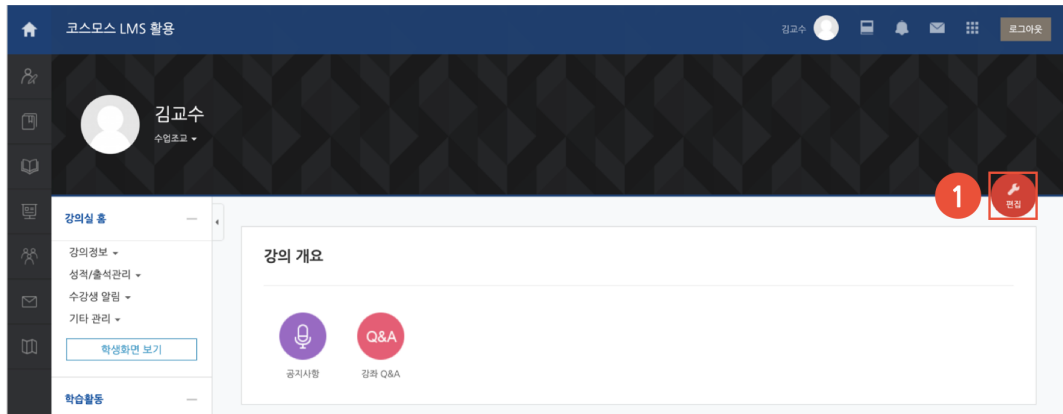 코스모스 LMS 활용
김교수
로그아웃
김교수
수업조교
1
편집
강의실 홈
강의정보
성적/출석관리
수강생 알림
기타 관리
학생화면 보기
학습활동
강의 개요
Q&A
공지사항
강좌 Q&A